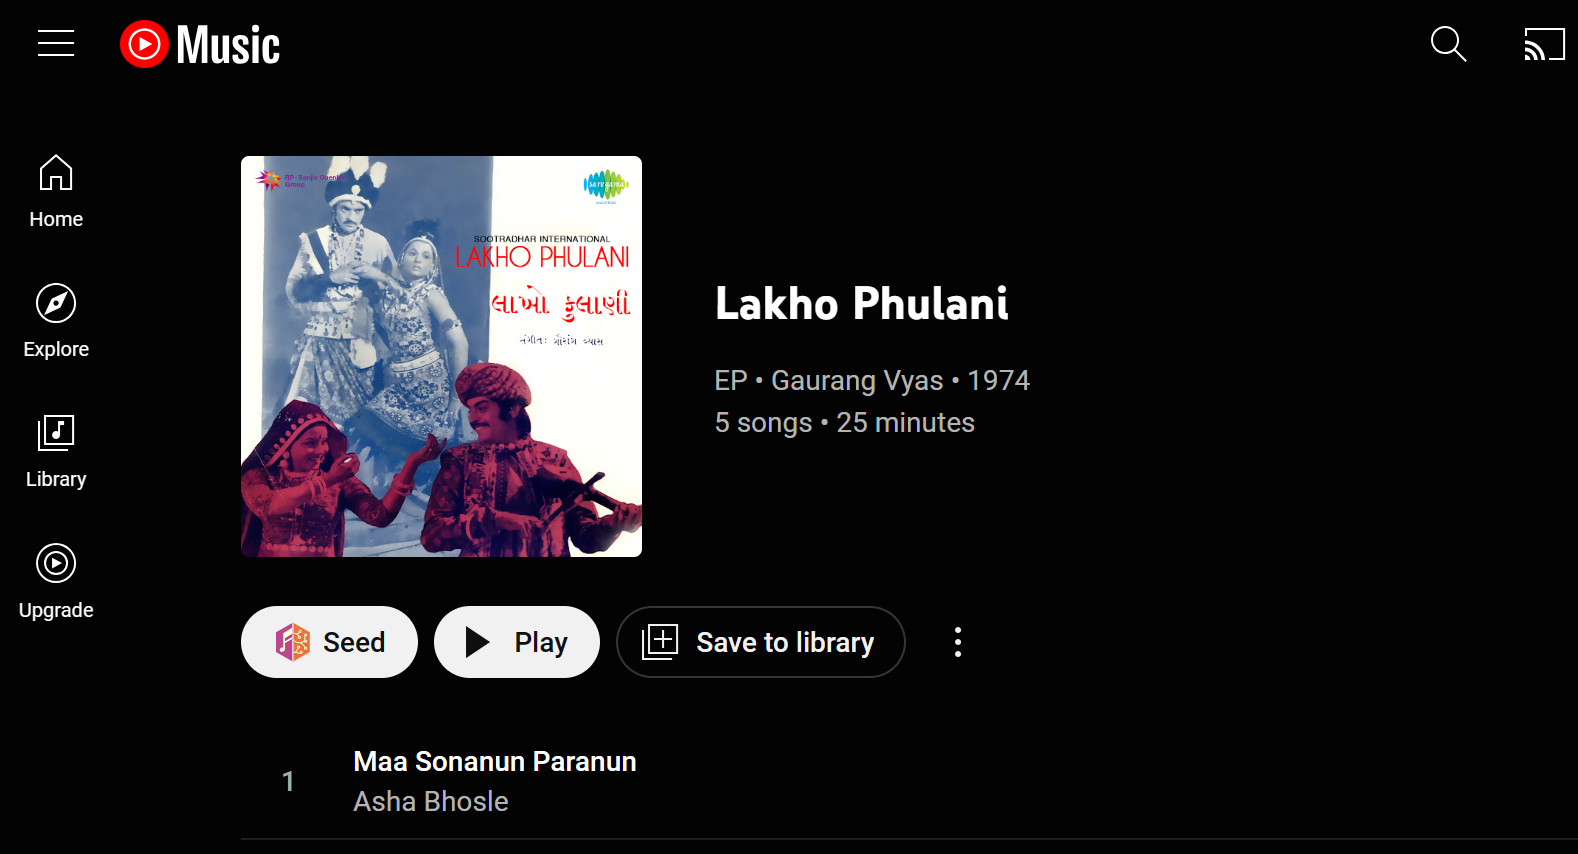 Music
Home
Explore
Library
Upgrade
RP-Sanjiv Goenka
Group
SAREGAMA
SOOTRADHAR INTERNATIONAL
LAKHO PHULANI
લાખો ફુલાણી
સંગીત: ગૌરાંગ વ્યાસ
Lakho Phulani
EP • Gaurang Vyas • 1974
5 songs • 25 minutes
Seed
Play
Save to library
1
Maa Sonanun Paranun
Asha Bhosle